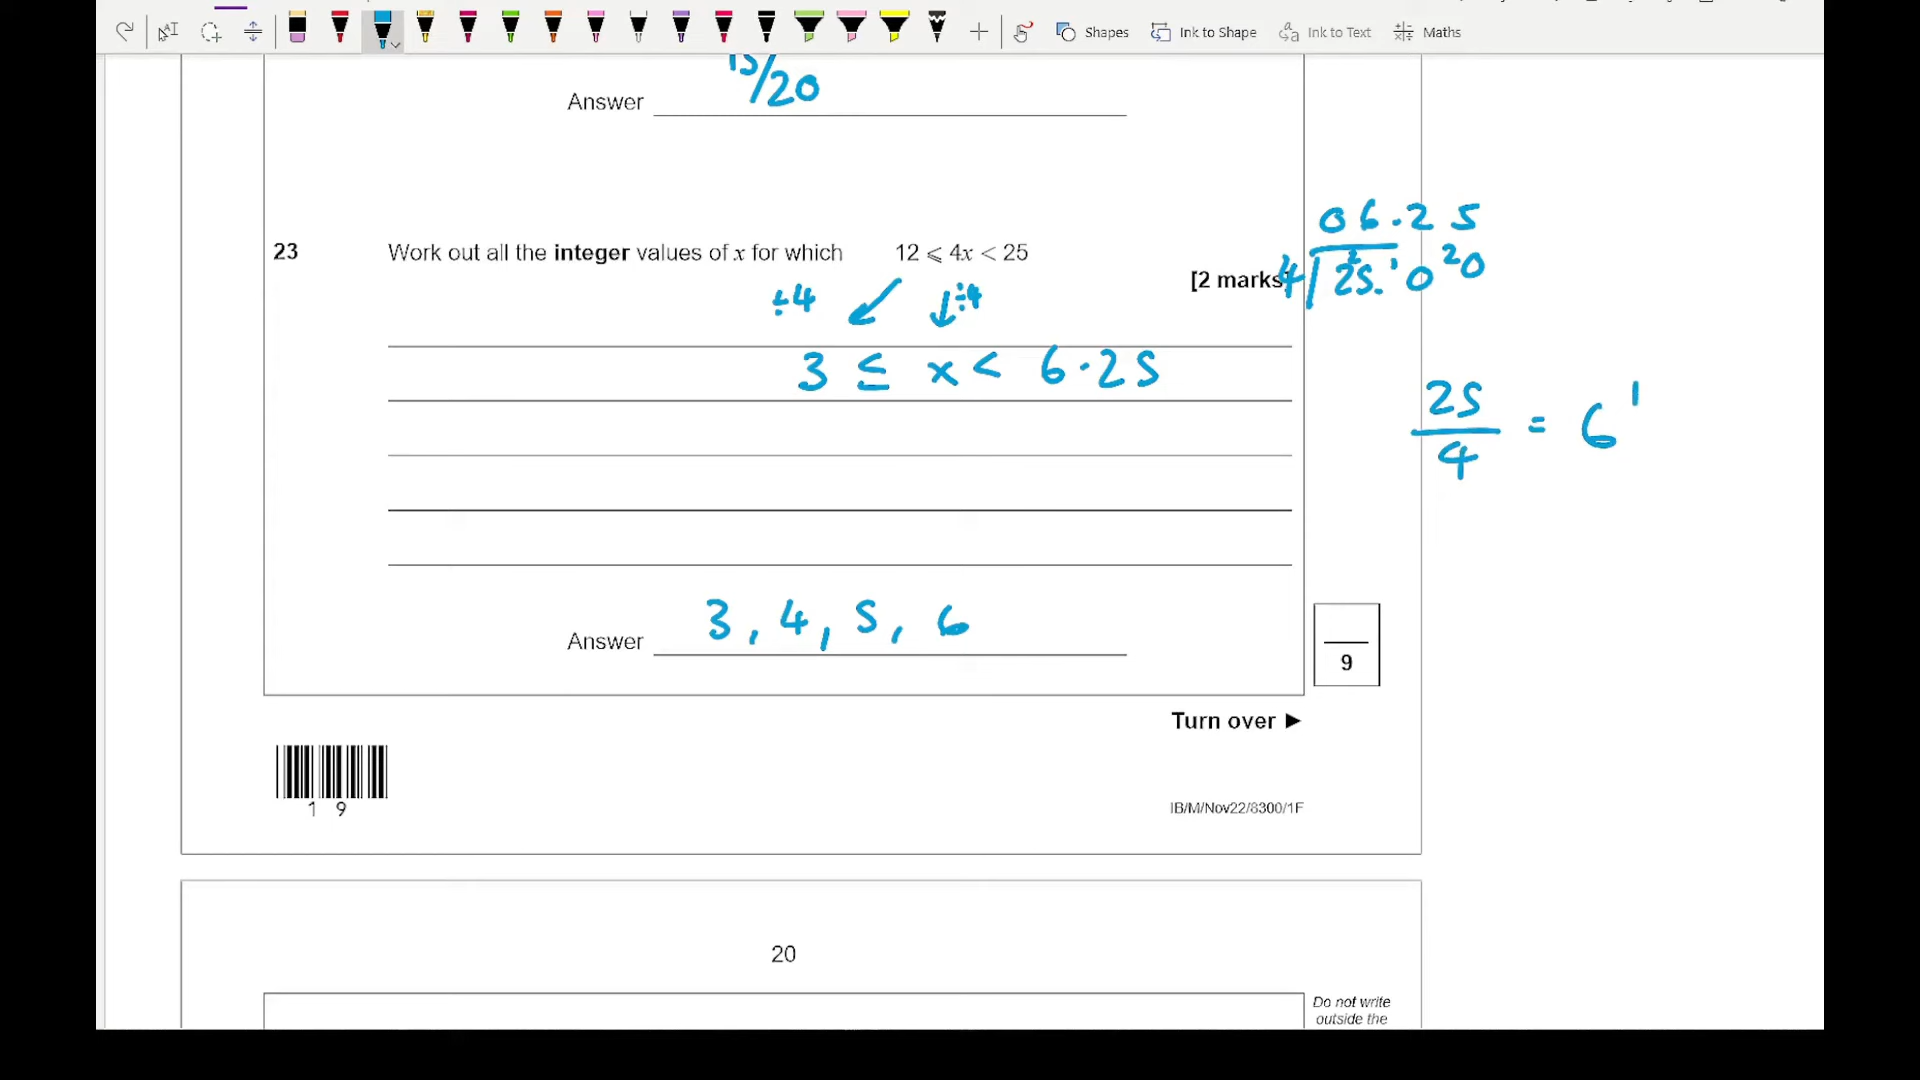 Shapes Ink to Shape Ink to Text Maths
15/20
Answer
23 Work out all the integer values of x for which 12 ⩽ 4x < 25
[2 marks]
06.25
4 25.¹0²0
÷4 ÷4
3 ≤ x < 6.25
25/4 = 6 1
Answer 3, 4, 5, 6
9
Turn over ►
1 9
IB/M/Nov22/8300/1F
20
Do not write
outside the